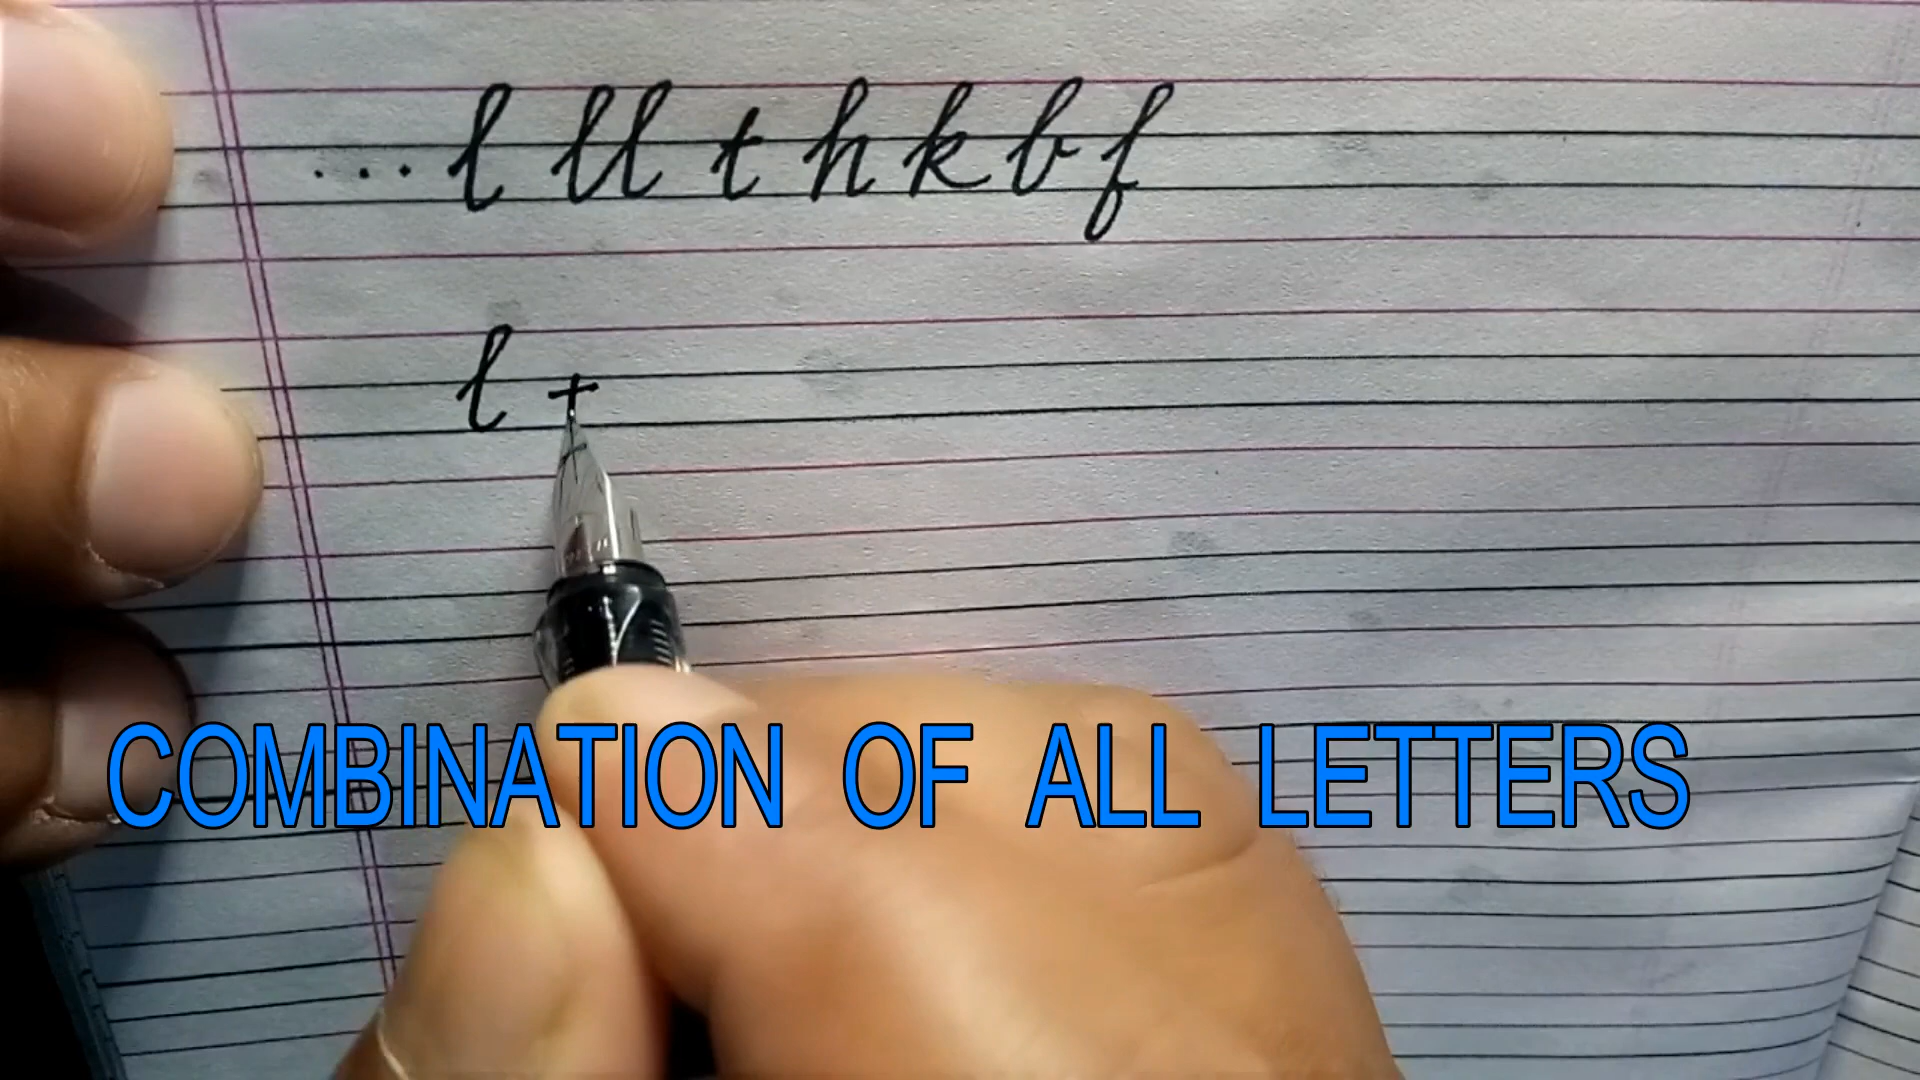 ... l ll t h k b f
l +
COMBINATION OF ALL LETTERS